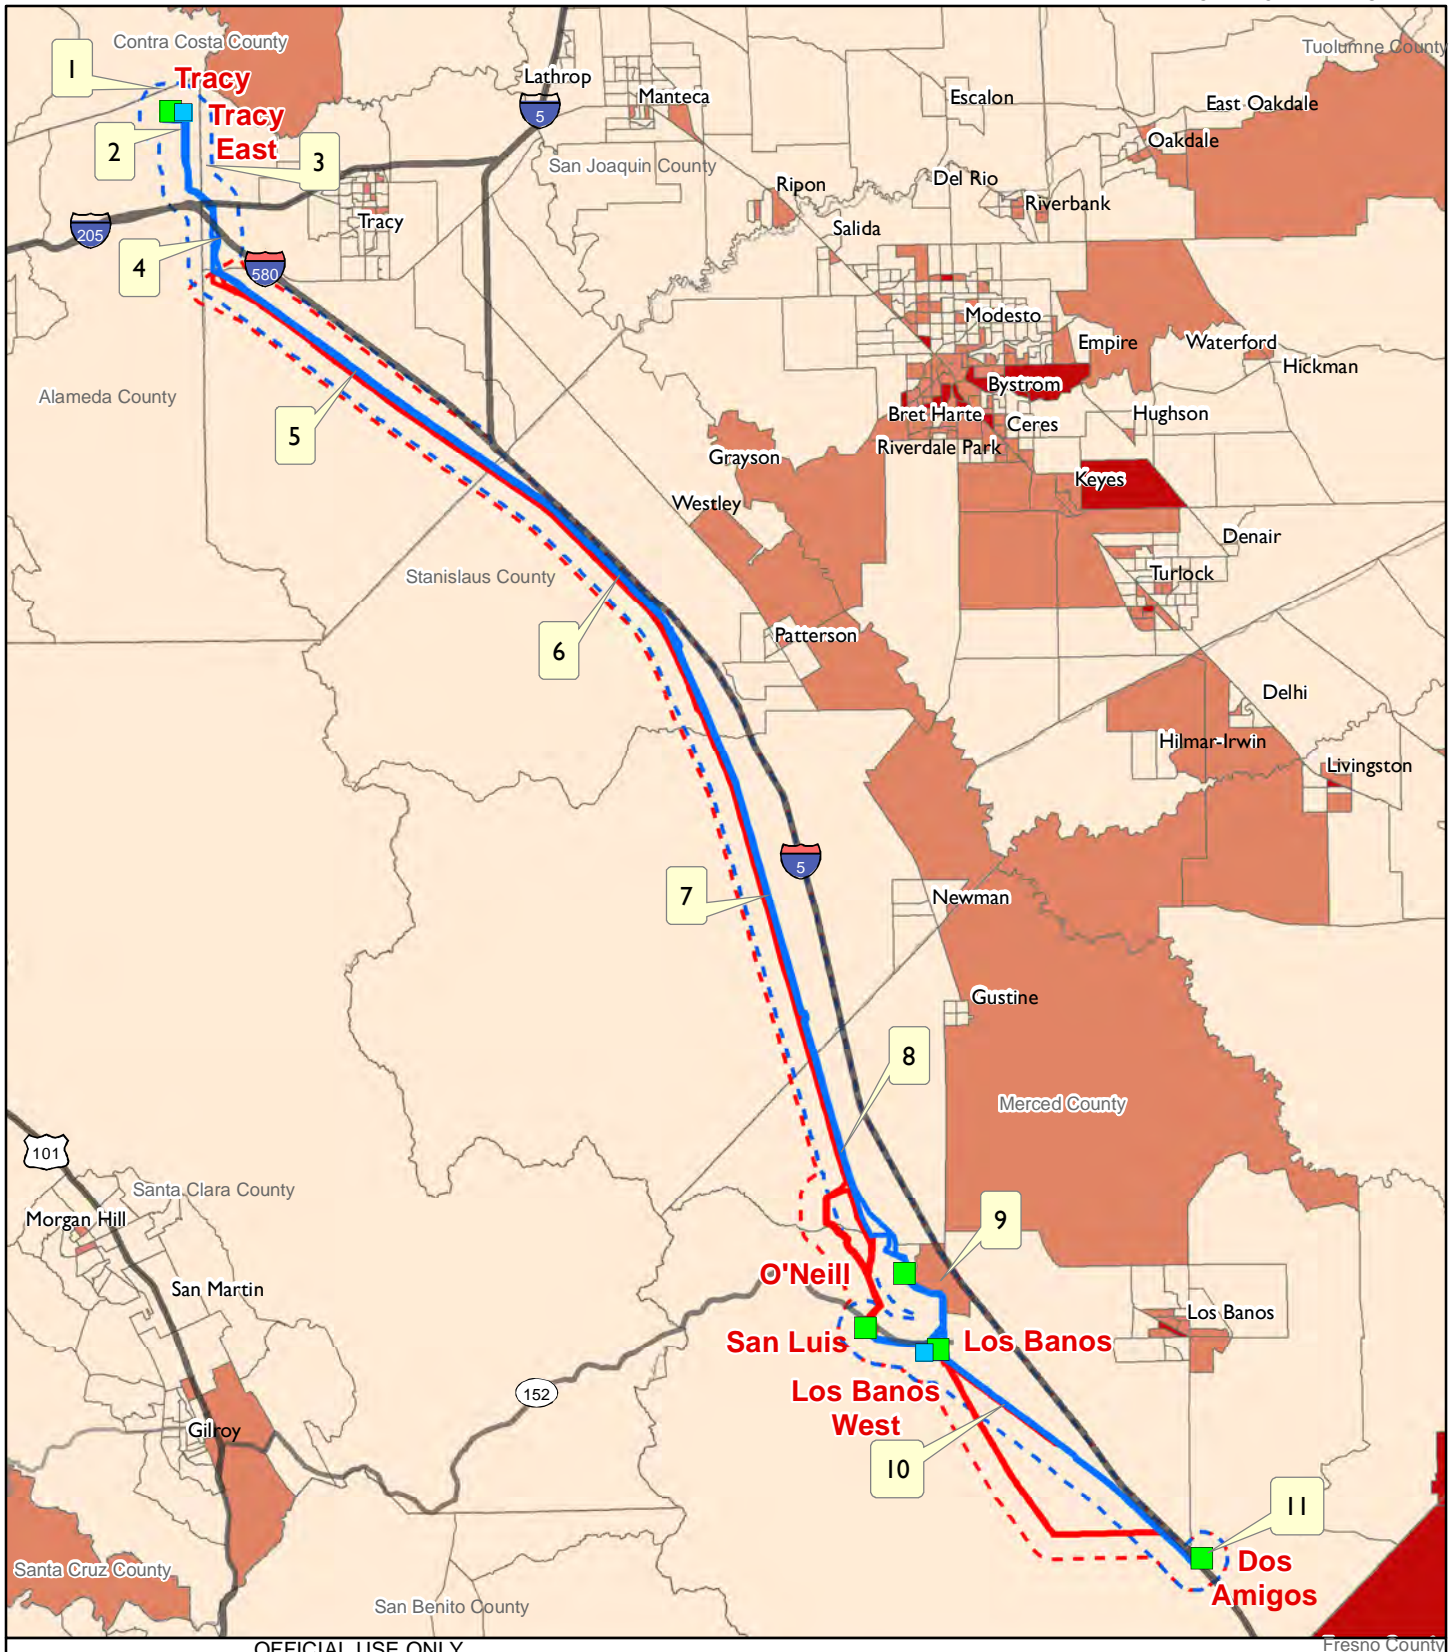 Contra Costa County
Tuolumne County
1
Tracy
Lathrop
5
Manteca
Escalon
East Oakdale
Tracy
East
Oakdale
2
3
San Joaquin County
Ripon
Del Rio
Riverbank
Tracy
Salida
205
4
580
Modesto
Empire
Waterford
Hickman
Alameda County
Bystrom
5
Bret Harte
Ceres
Hughson
Grayson
Riverdale Park
Keyes
Westley
Denair
Stanislaus County
Turlock
6
Patterson
Delhi
Hilmar-Irwin
Livingston
5
7
Newman
Gustine
8
Merced County
101
Santa Clara County
Morgan Hill
9
San Martin
O'Neill
Los Banos
San Luis
Los Banos
152
Los Banos
West
Gilroy
10
11
Santa Cruz County
Dos
Amigos
San Benito County
OFFICIAL USE ONLY
Fresno County